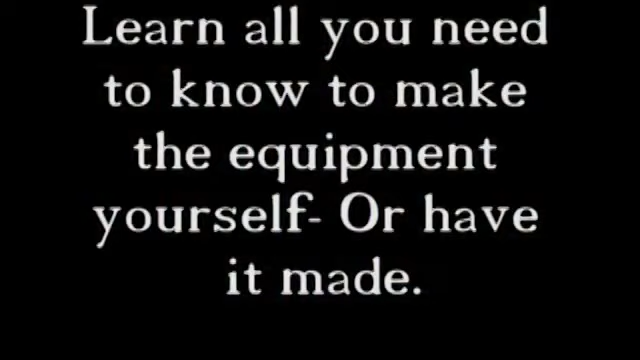 Learn all you need
to know to make
the equipment
yourself- Or have
it made.